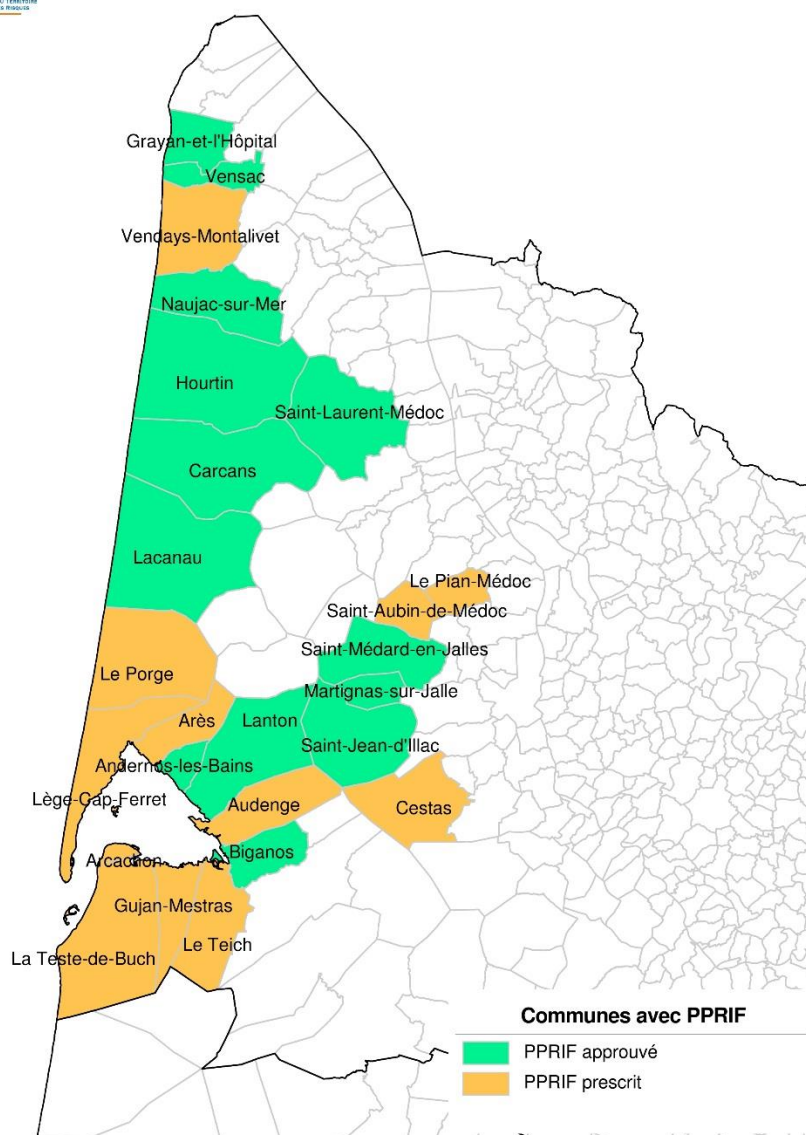 Grayan-et-l'Hôpital
Vensac
Vendays-Montalivet
Naujac-sur-Mer
Hourtin
Saint-Laurent-Médoc
Carcans
Lacanau
Le Pian-Médoc
Saint-Aubin-de-Médoc
Saint-Médard-en-Jalles
Le Porge
Martignas-sur-Jalle
Arès
Lanton
Saint-Jean-d'Illac
Andernos-les-Bains
Lège-Cap-Ferret
Audenge
Cestas
Biganos
Arcachon
Gujan-Mestras
Le Teich
La Teste-de-Buch
Communes avec PPRIF
PPRIF approuvé
PPRIF prescrit